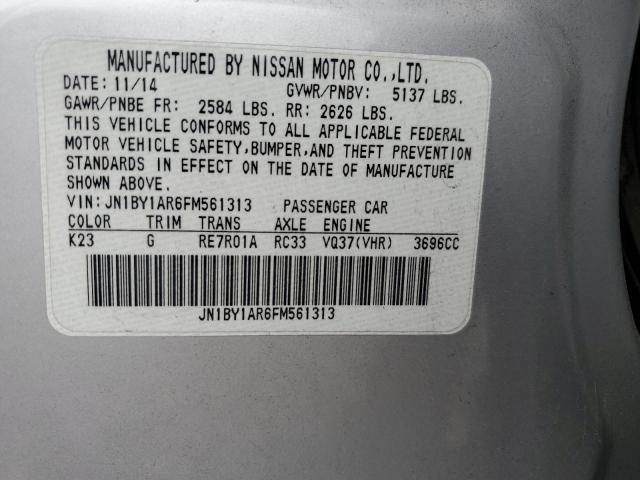 MANUFACTURED BY NISSAN MOTOR CO.,LTD.
DATE: 11/14 GVWR/PNBV: 5137 LBS.
GAWR/PNBE FR: 2584 LBS. RR: 2626 LBS.
THIS VEHICLE CONFORMS TO ALL APPLICABLE FEDERAL
MOTOR VEHICLE SAFETY,BUMPER,AND THEFT PREVENTION
STANDARDS IN EFFECT ON THE DATE OF MANUFACTURE
SHOWN ABOVE.
VIN: JN1BY1AR6FM561313 PASSENGER CAR
COLOR TRIM TRANS AXLE ENGINE
K23 G RE7R01A RC33 VQ37(VHR) 3696CC
JN1BY1AR6FM561313